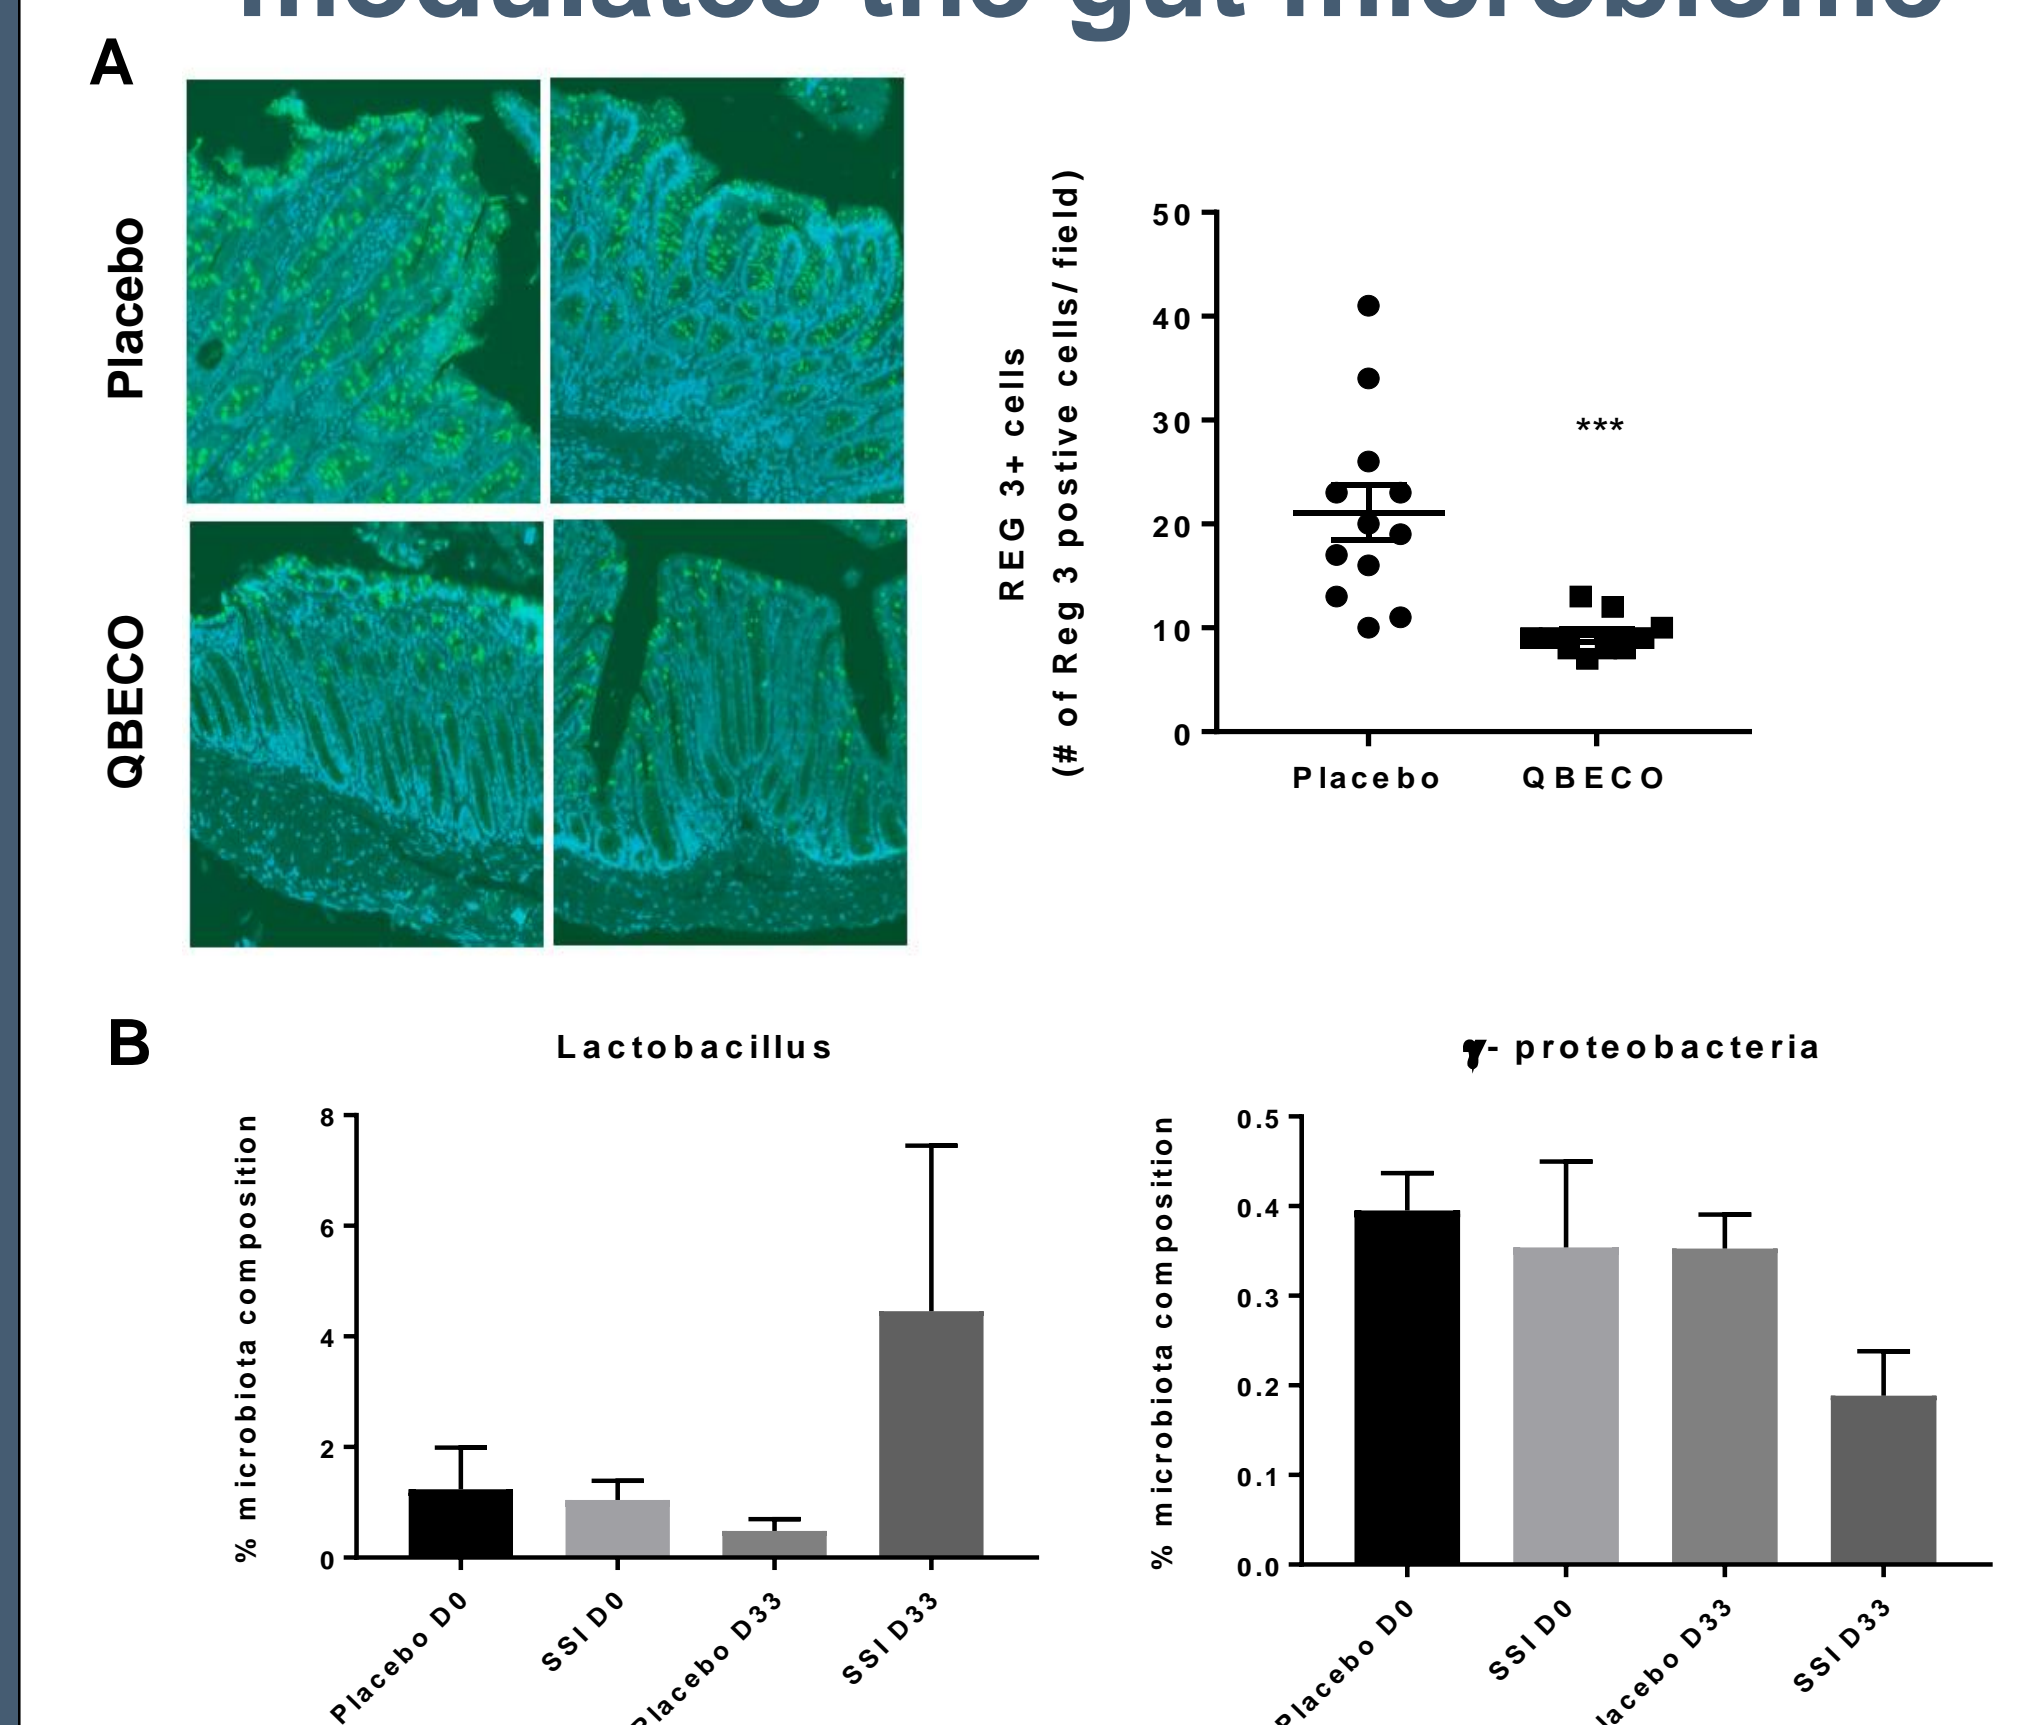 modulates the gut microbiome
A
Placebo
QBECO
REG 3+ cells
(# of Reg 3 postive cells/ field)
50
40
30
20
10
0
***
Placebo
QBECO
B
Lactobacillus
% microbiota composition
8
6
4
2
0
Placebo D0
SSI D0
Placebo D33
SSI D33
γ- proteobacteria
% microbiota composition
0.5
0.4
0.3
0.2
0.1
0.0
Placebo D0
SSI D0
lacebo D33
SSI D33